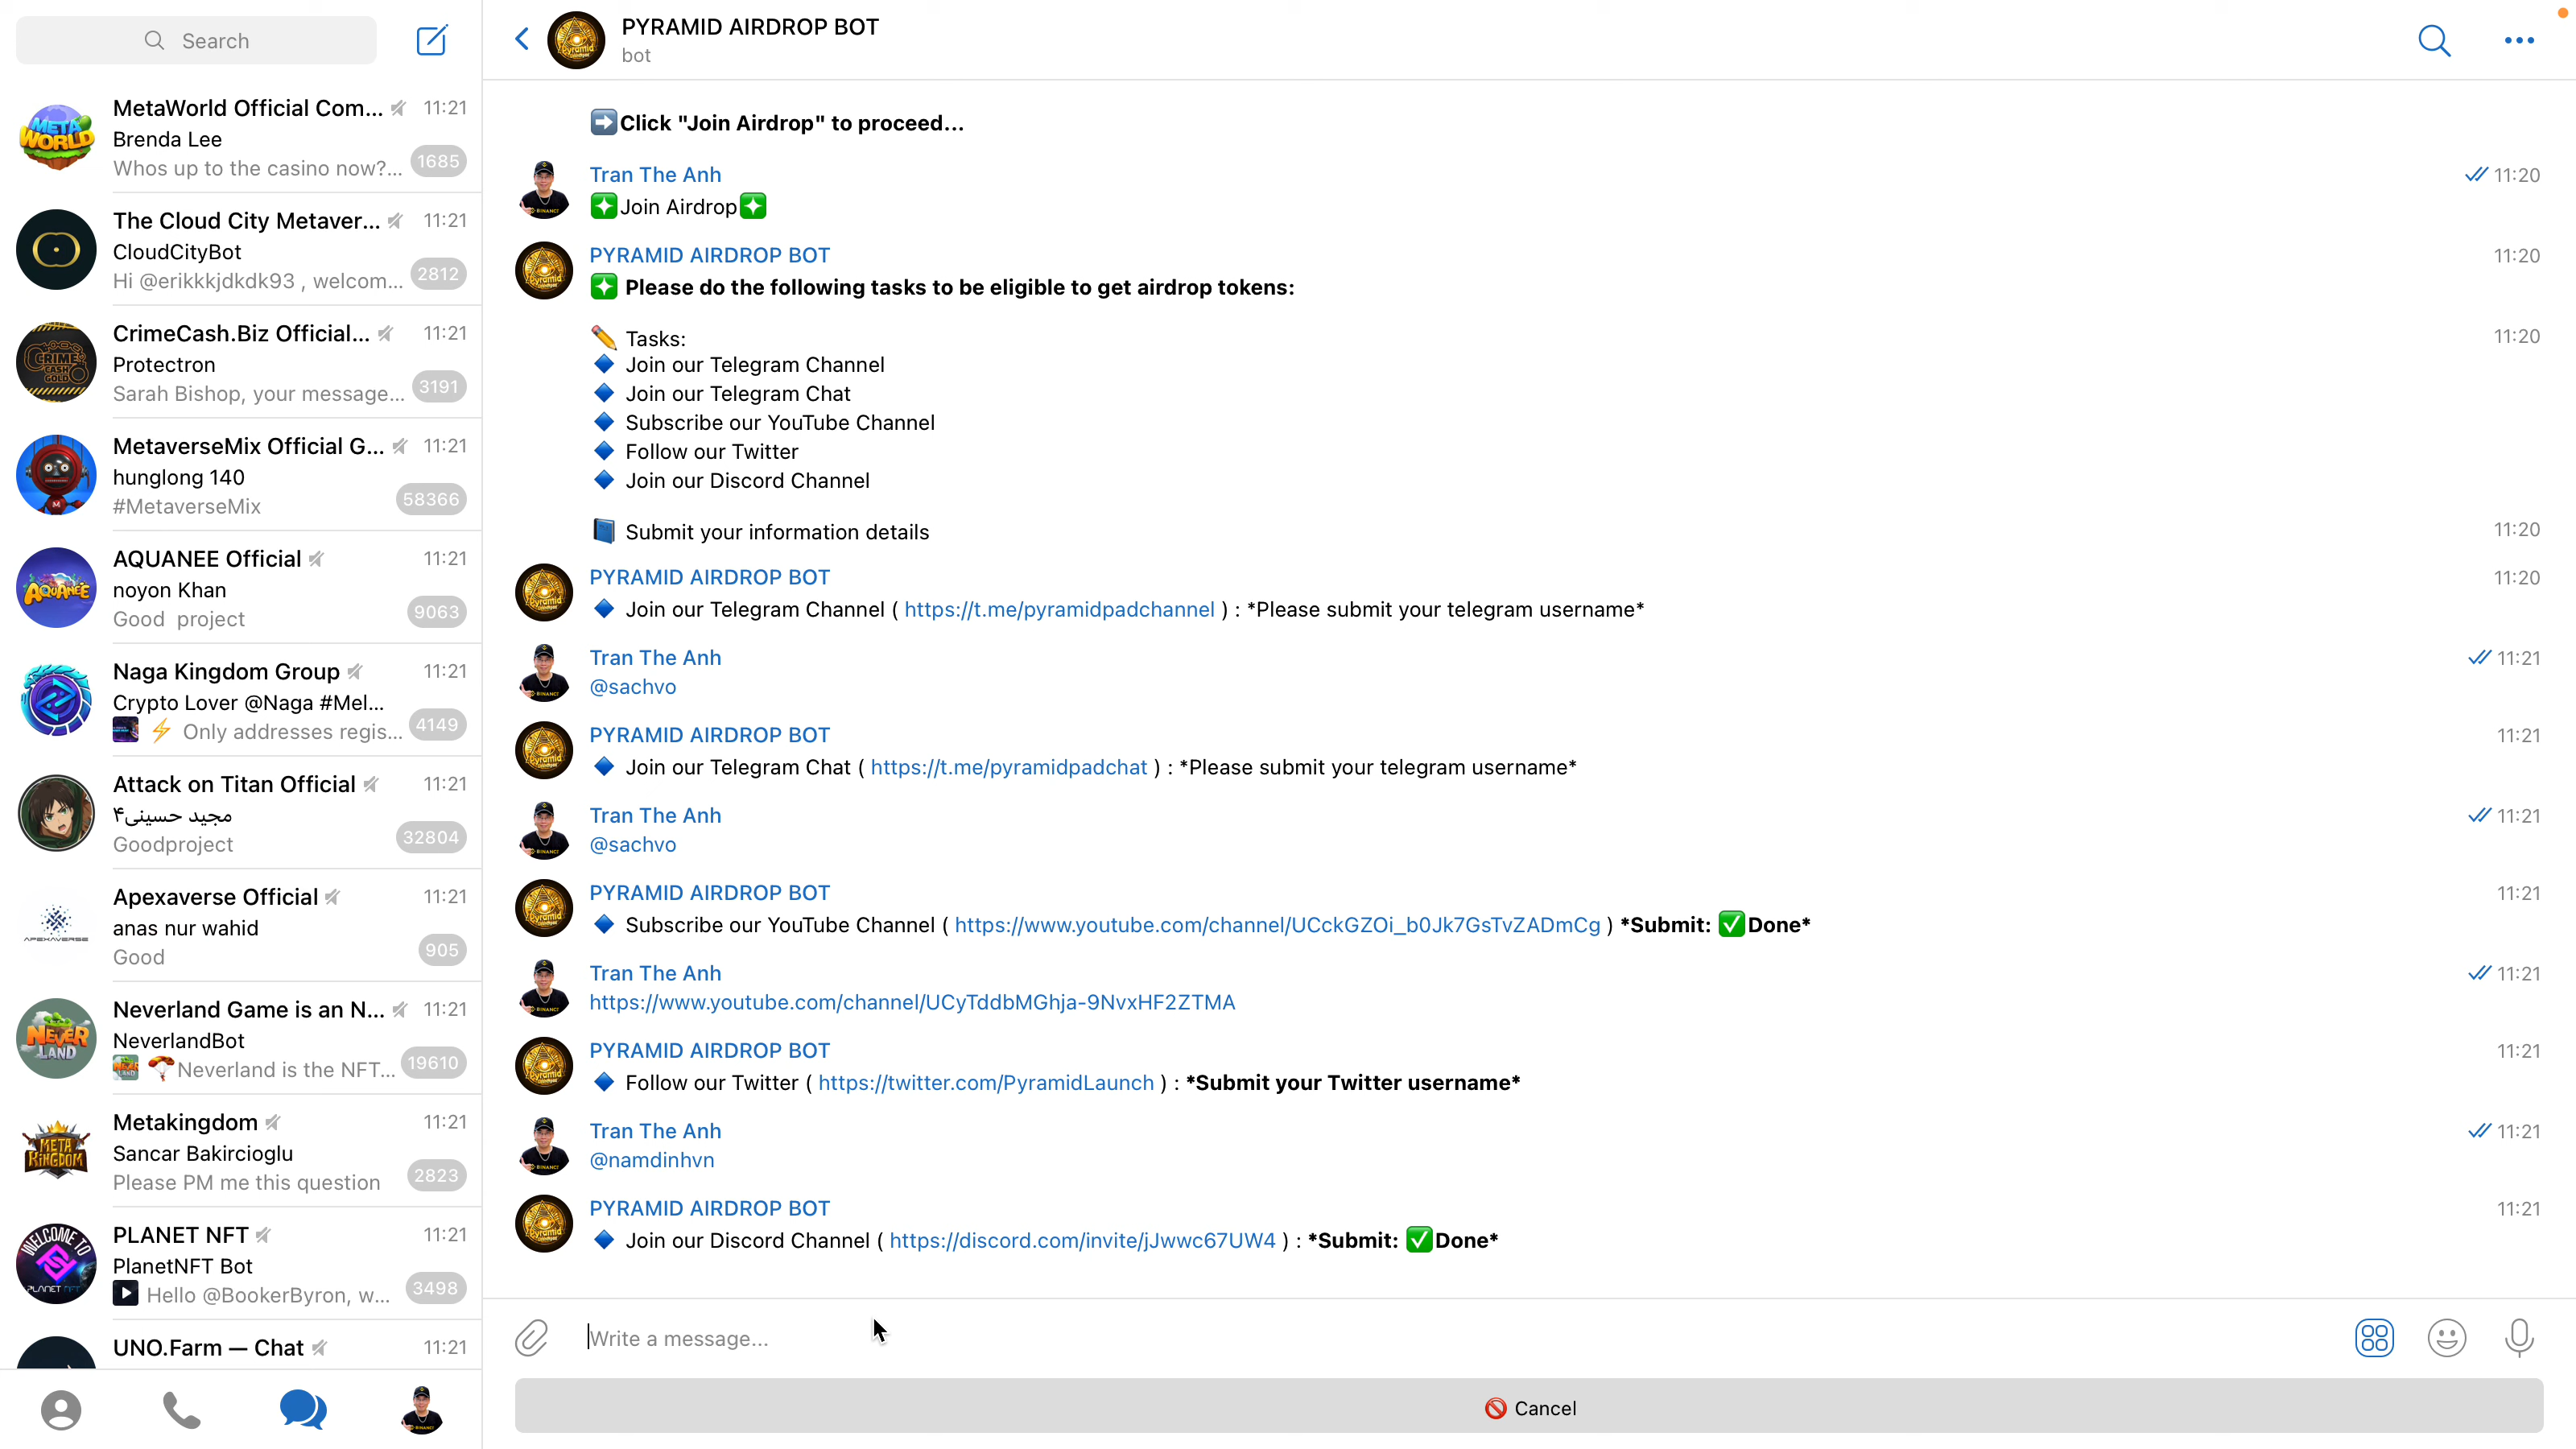 Search
MetaWorld Official Com... 11:21
Brenda Lee
Whos up to the casino now?... 1685
The Cloud City Metaver... 11:21
CloudCityBot
Hi @erikkkjdkdk93 , welcom... 2812
CrimeCash.Biz Official... 11:21
Protectron
Sarah Bishop, your message... 3191
MetaverseMix Official G... 11:21
hunglong 140
#MetaverseMix 58366
AQUANEE Official 11:21
noyon Khan
Good project 9063
Naga Kingdom Group 11:21
Crypto Lover @Naga #Mel...
⚡ Only addresses regis... 4149
Attack on Titan Official 11:21
مجید حسینی۴
Goodproject 32804
Apexaverse Official 11:21
anas nur wahid
Good 905
Neverland Game is an N... 11:21
NeverlandBot
🪂Neverland is the NFT... 19610
Metakingdom 11:21
Sancar Bakircioglu
Please PM me this question 2823
PLANET NFT 11:21
PlanetNFT Bot
Hello @BookerByron, w... 3498
UNO.Farm — Chat 11:21
PYRAMID AIRDROP BOT
bot
➡️Click "Join Airdrop" to proceed...
Tran The Anh 11:20
❇️Join Airdrop❇️
PYRAMID AIRDROP BOT 11:20
❇️ Please do the following tasks to be eligible to get airdrop tokens:
✏️ Tasks: 11:20
🔹 Join our Telegram Channel
🔹 Join our Telegram Chat
🔹 Subscribe our YouTube Channel
🔹 Follow our Twitter
🔹 Join our Discord Channel
📘 Submit your information details 11:20
PYRAMID AIRDROP BOT 11:20
🔹 Join our Telegram Channel ( https://t.me/pyramidpadchannel ) : *Please submit your telegram username*
Tran The Anh 11:21
@sachvo
PYRAMID AIRDROP BOT 11:21
🔹 Join our Telegram Chat ( https://t.me/pyramidpadchat ) : *Please submit your telegram username*
Tran The Anh 11:21
@sachvo
PYRAMID AIRDROP BOT 11:21
🔹 Subscribe our YouTube Channel ( https://www.youtube.com/channel/UCckGZOi_b0Jk7GsTvZADmCg ) *Submit: ✅Done*
Tran The Anh 11:21
https://www.youtube.com/channel/UCyTddbMGhja-9NvxHF2ZTMA
PYRAMID AIRDROP BOT 11:21
🔹 Follow our Twitter ( https://twitter.com/PyramidLaunch ) : *Submit your Twitter username*
Tran The Anh 11:21
@namdinhvn
PYRAMID AIRDROP BOT 11:21
🔹 Join our Discord Channel ( https://discord.com/invite/jJwwc67UW4 ) : *Submit: ✅Done*
Write a message...
🚫 Cancel